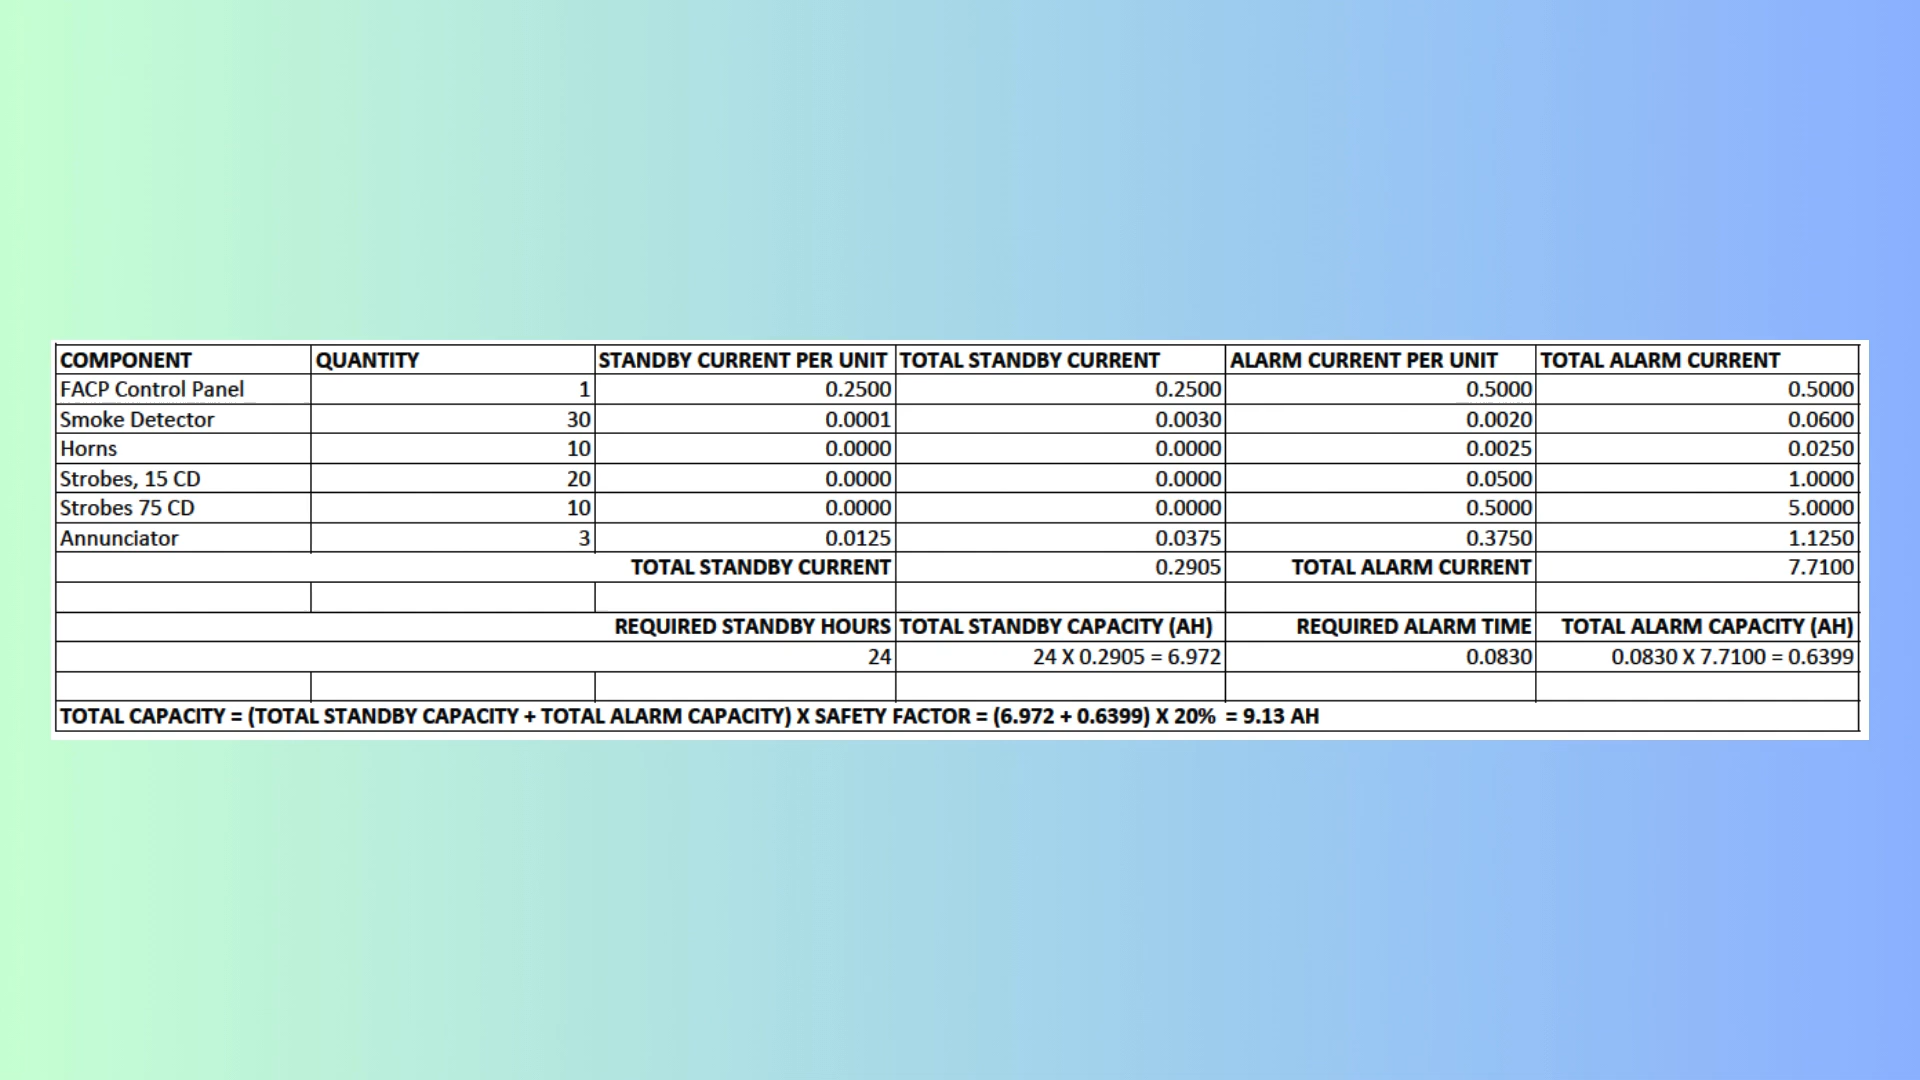 COMPONENT QUANTITY STANDBY CURRENT PER UNIT TOTAL STANDBY CURRENT ALARM CURRENT PER UNIT TOTAL ALARM CURRENT
FACP Control Panel 1 0.2500 0.2500 0.5000 0.5000
Smoke Detector 30 0.0001 0.0030 0.0020 0.0600
Horns 10 0.0000 0.0000 0.0025 0.0250
Strobes, 15 CD 20 0.0000 0.0000 0.0500 1.0000
Strobes 75 CD 10 0.0000 0.0000 0.5000 5.0000
Annunciator 3 0.0125 0.0375 0.3750 1.1250
TOTAL STANDBY CURRENT 0.2905 TOTAL ALARM CURRENT 7.7100
REQUIRED STANDBY HOURS TOTAL STANDBY CAPACITY (AH) REQUIRED ALARM TIME TOTAL ALARM CAPACITY (AH)
24 24 X 0.2905 = 6.972 0.0830 0.0830 X 7.7100 = 0.6399
TOTAL CAPACITY = (TOTAL STANDBY CAPACITY + TOTAL ALARM CAPACITY) X SAFETY FACTOR = (6.972 + 0.6399) X 20% = 9.13 AH